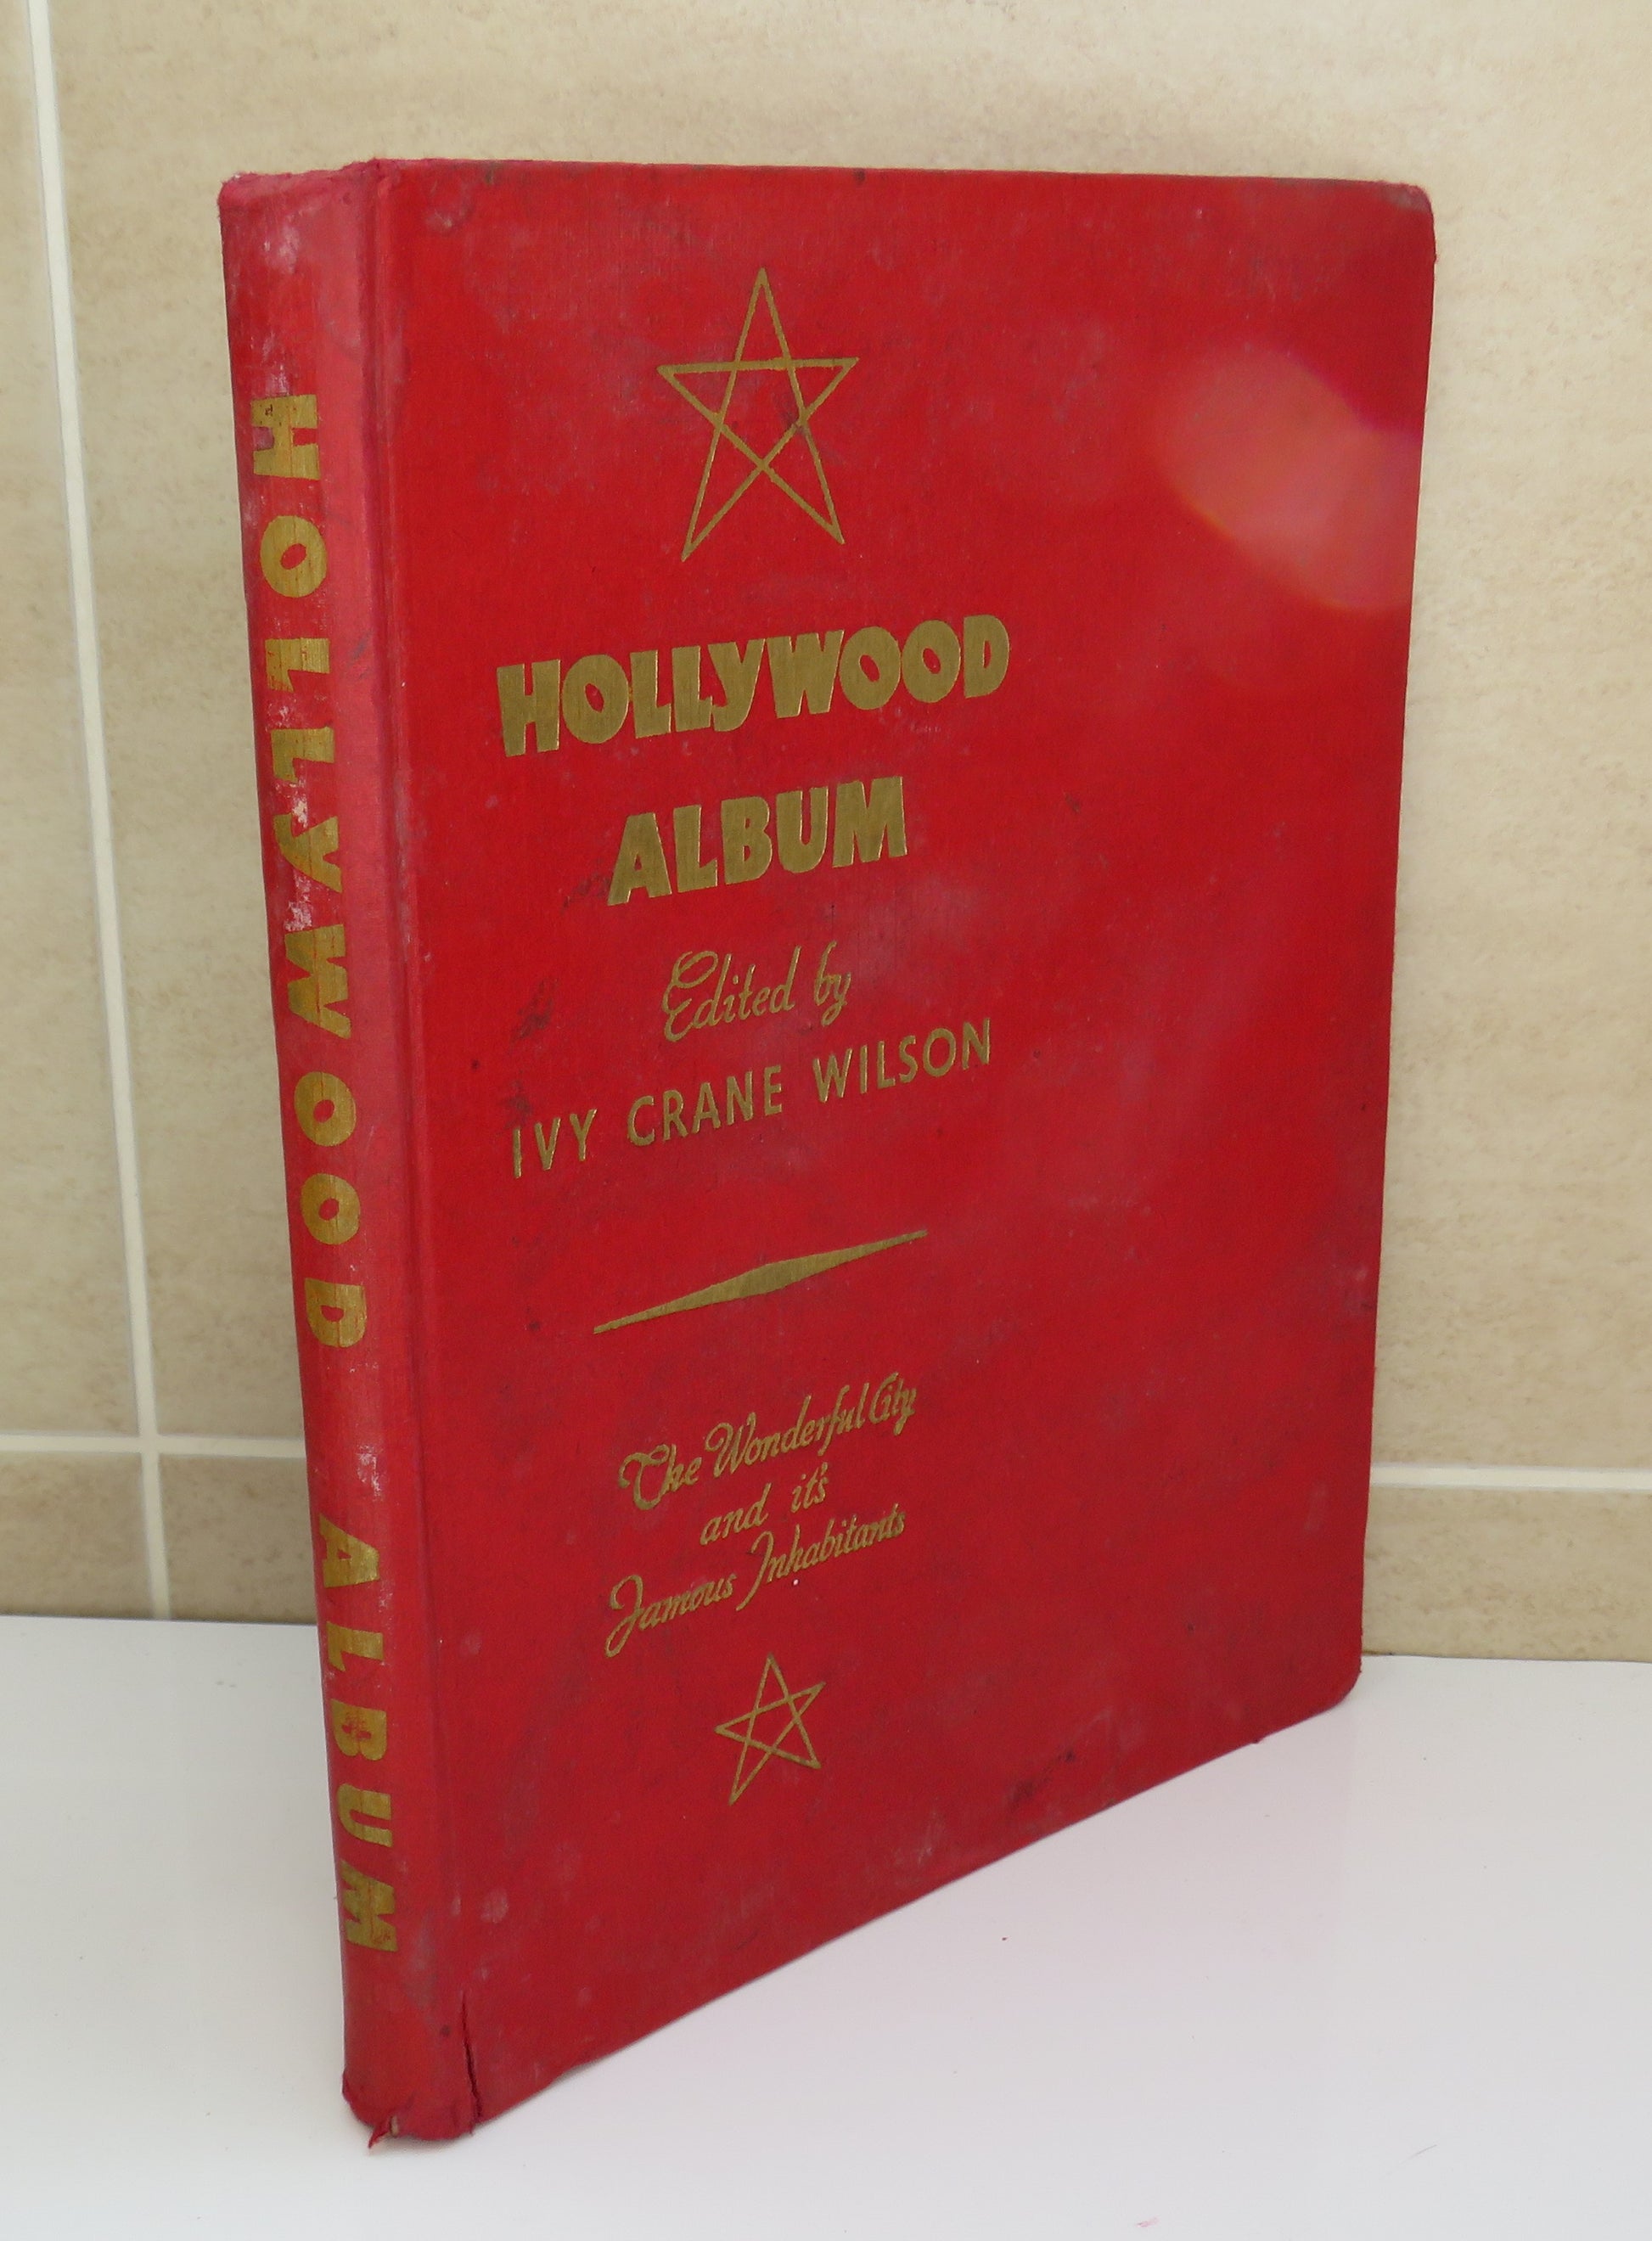 HOLLYWOOD ALBUM
HOLLYWOOD
ALBUM
Edited by
IVY CRANE WILSON
The Wonderful City
and it's
Famous Inhabitants